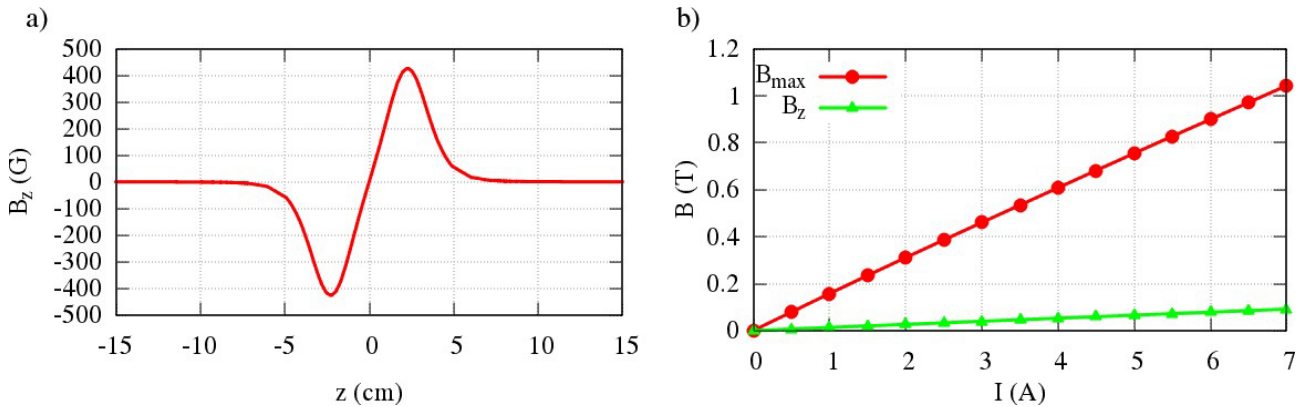 a)
500
400
300
200
100
0
-100
-200
-300
-400
-500
B_z (G)
-15 -10 -5 0 5 10 15
z (cm)
b)
1.2
1
0.8
0.6
0.4
0.2
0
B (T)
B_max
B_z
0 1 2 3 4 5 6 7
I (A)